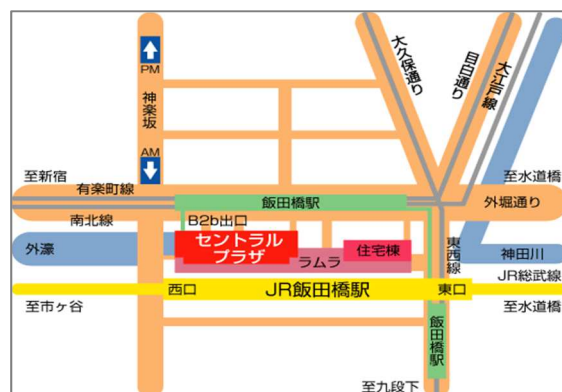 PM
神楽坂
AM
大久保通り
目白通り
大江戸線
至新宿
至水道橋
有楽町線
飯田橋駅
外堀通り
南北線
B2b出口
外濠
セントラル
プラザ
ラムラ
住宅棟
東西線
神田川
JR総武線
西口
JR飯田橋駅
東口
至市ヶ谷
至水道橋
飯田橋駅
至九段下